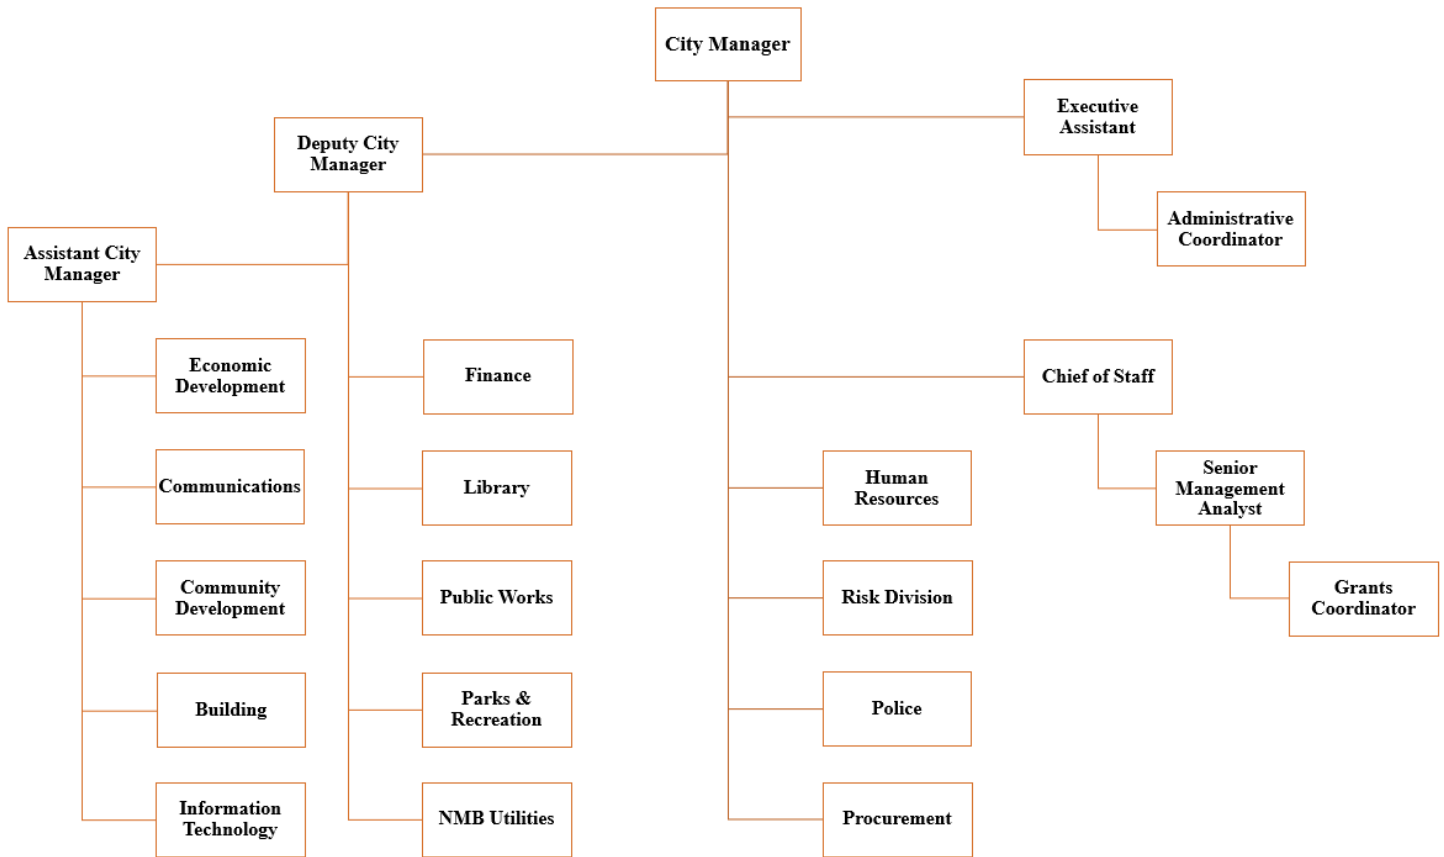 City Manager
Executive
Assistant
Deputy City
Manager
Administrative
Coordinator
Assistant City
Manager
Economic
Development
Finance
Chief of Staff
Communications
Library
Human
Resources
Senior
Management
Analyst
Community
Development
Public Works
Risk Division
Grants
Coordinator
Building
Parks &
Recreation
Police
Information
Technology
NMB Utilities
Procurement